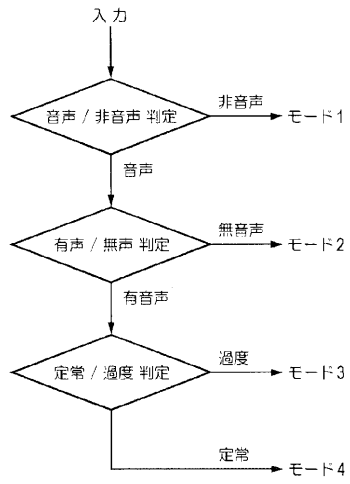 入力
音声 / 非音声 判定
非音声
モード1
音声
有声 / 無声 判定
無音声
モード2
有音声
定常 / 過度 判定
過度
モード3
定常
モード4